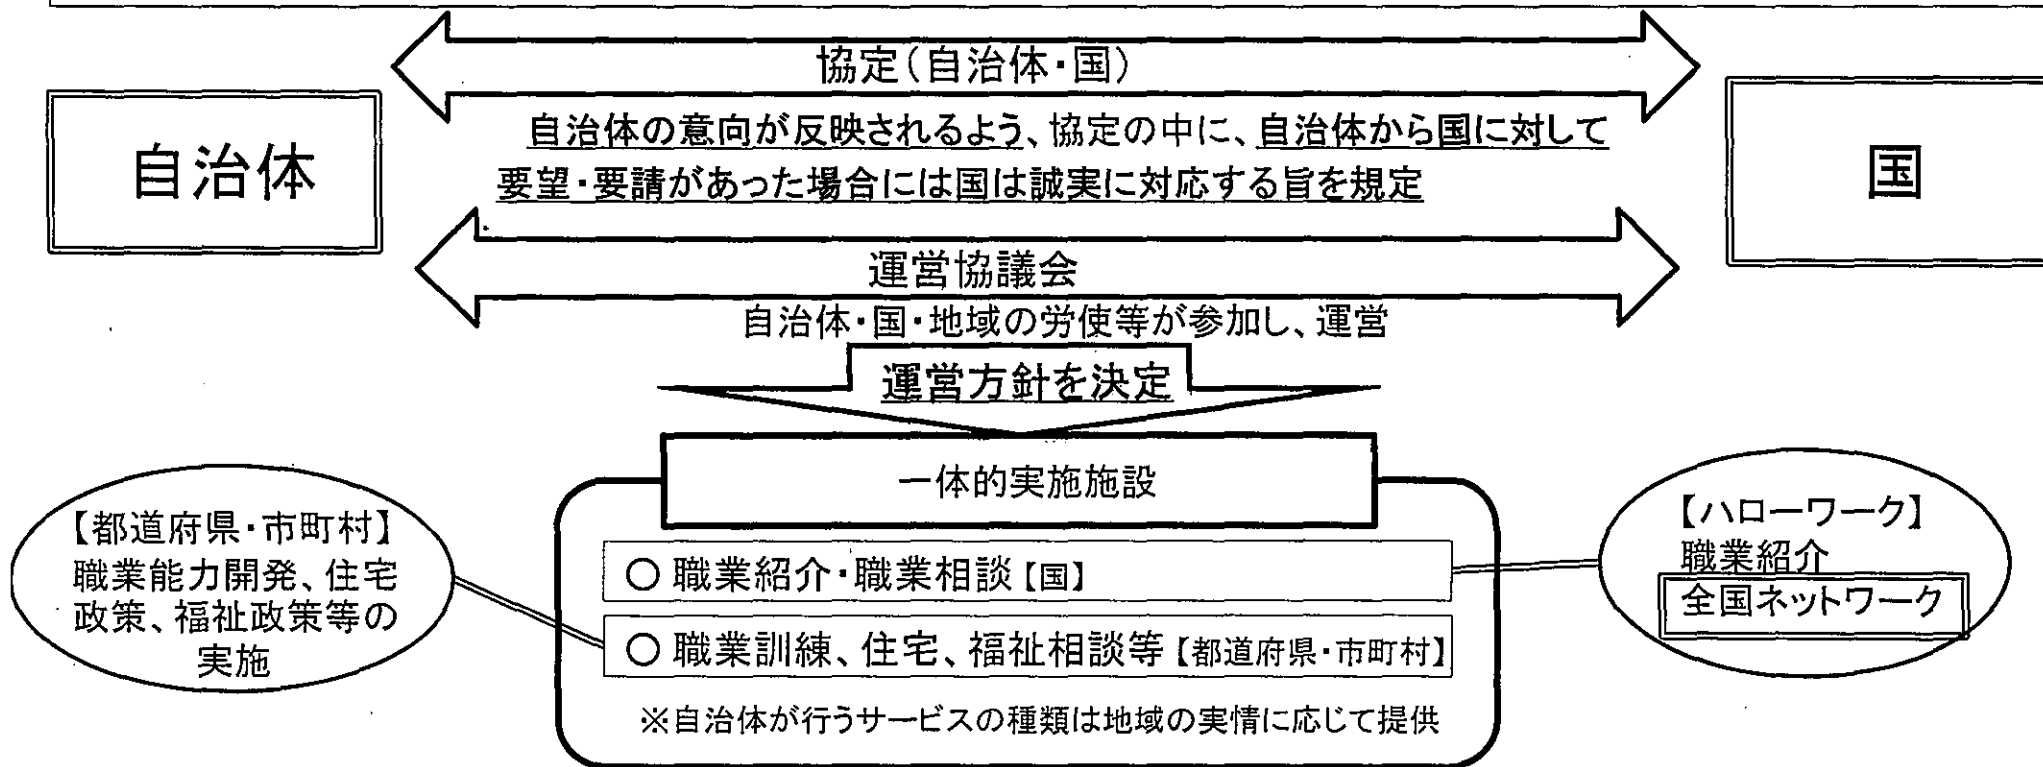 協定(自治体・国)
自治体
国
自治体の意向が反映されるよう、協定の中に、自治体から国に対して
要望・要請があった場合には国は誠実に対応する旨を規定
運営協議会
自治体・国・地域の労使等が参加し、運営
運営方針を決定
一体的実施施設
【都道府県・市町村】
職業能力開発、住宅
政策、福祉政策等の
実施
○ 職業紹介・職業相談【国】
○ 職業訓練、住宅、福祉相談等【都道府県・市町村】
※自治体が行うサービスの種類は地域の実情に応じて提供
【ハローワーク】
職業紹介
全国ネットワーク